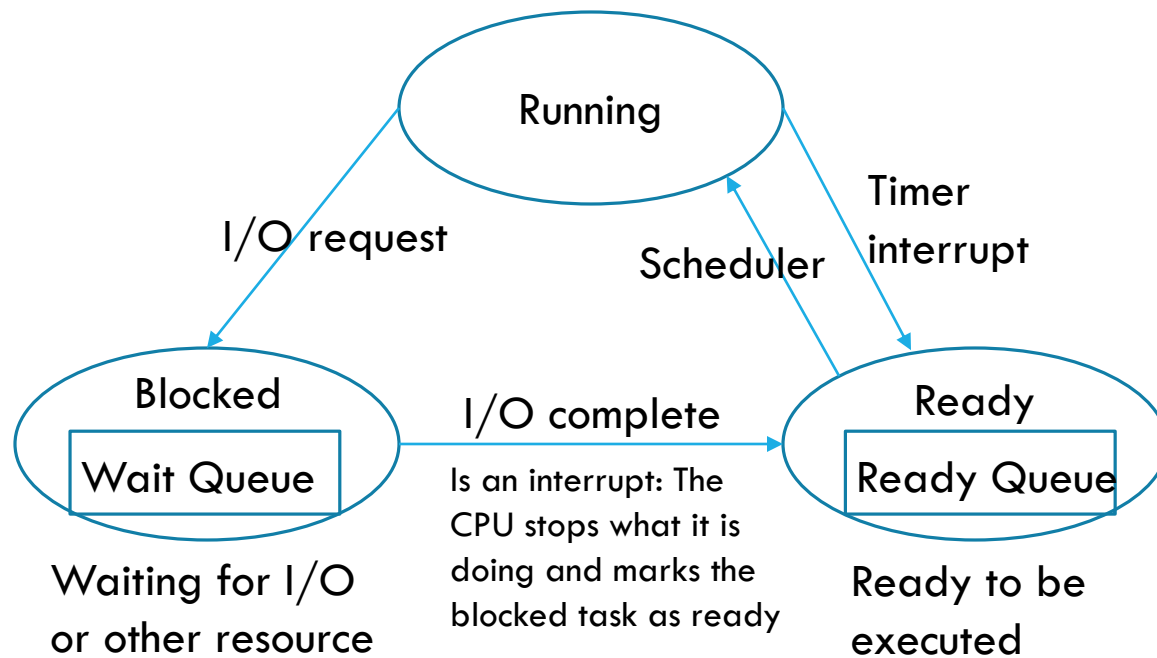 Running
I/O request
Scheduler
Timer
interrupt
Blocked
Wait Queue
I/O complete
Ready
Ready Queue
Is an interrupt: The
CPU stops what it is
doing and marks the
blocked task as ready
Waiting for I/O
or other resource
Ready to be
executed